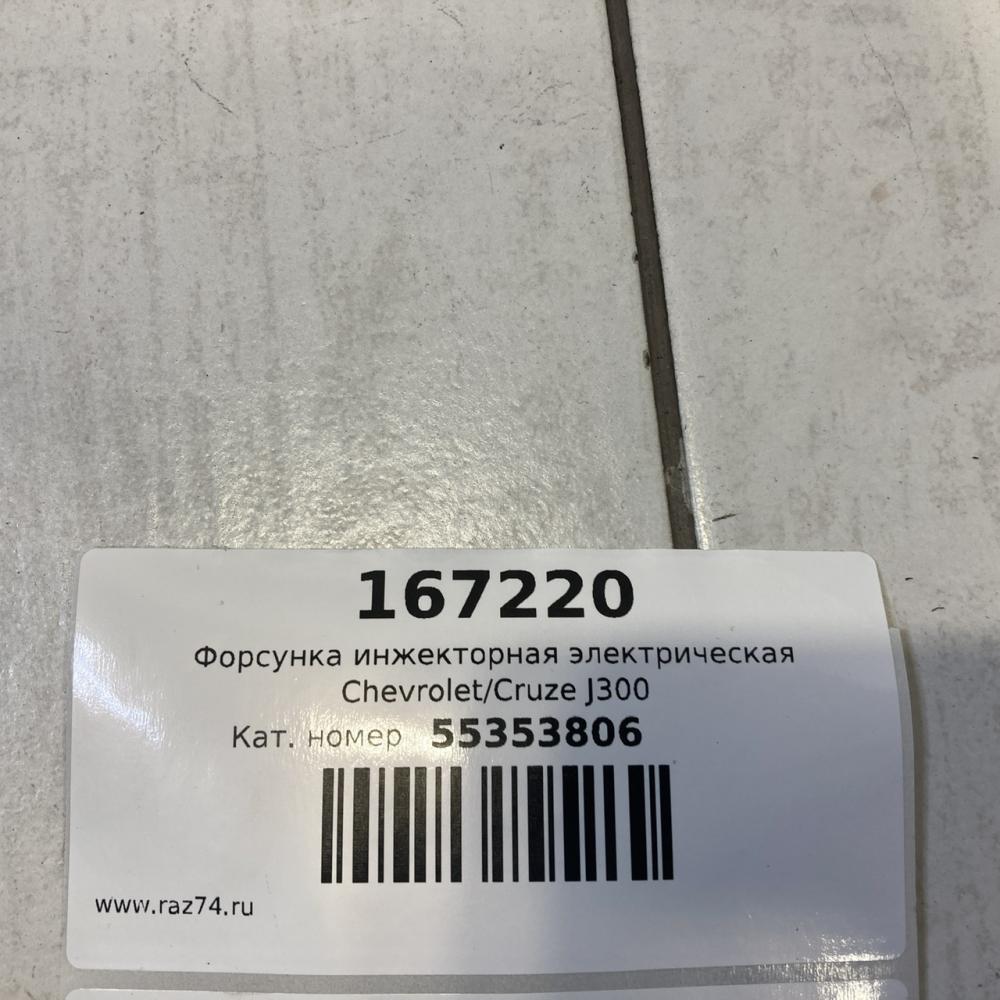 167220
Форсунка инжекторная электрическая
Chevrolet/Cruze J300
Кат. номер 55353806
www.raz74.ru